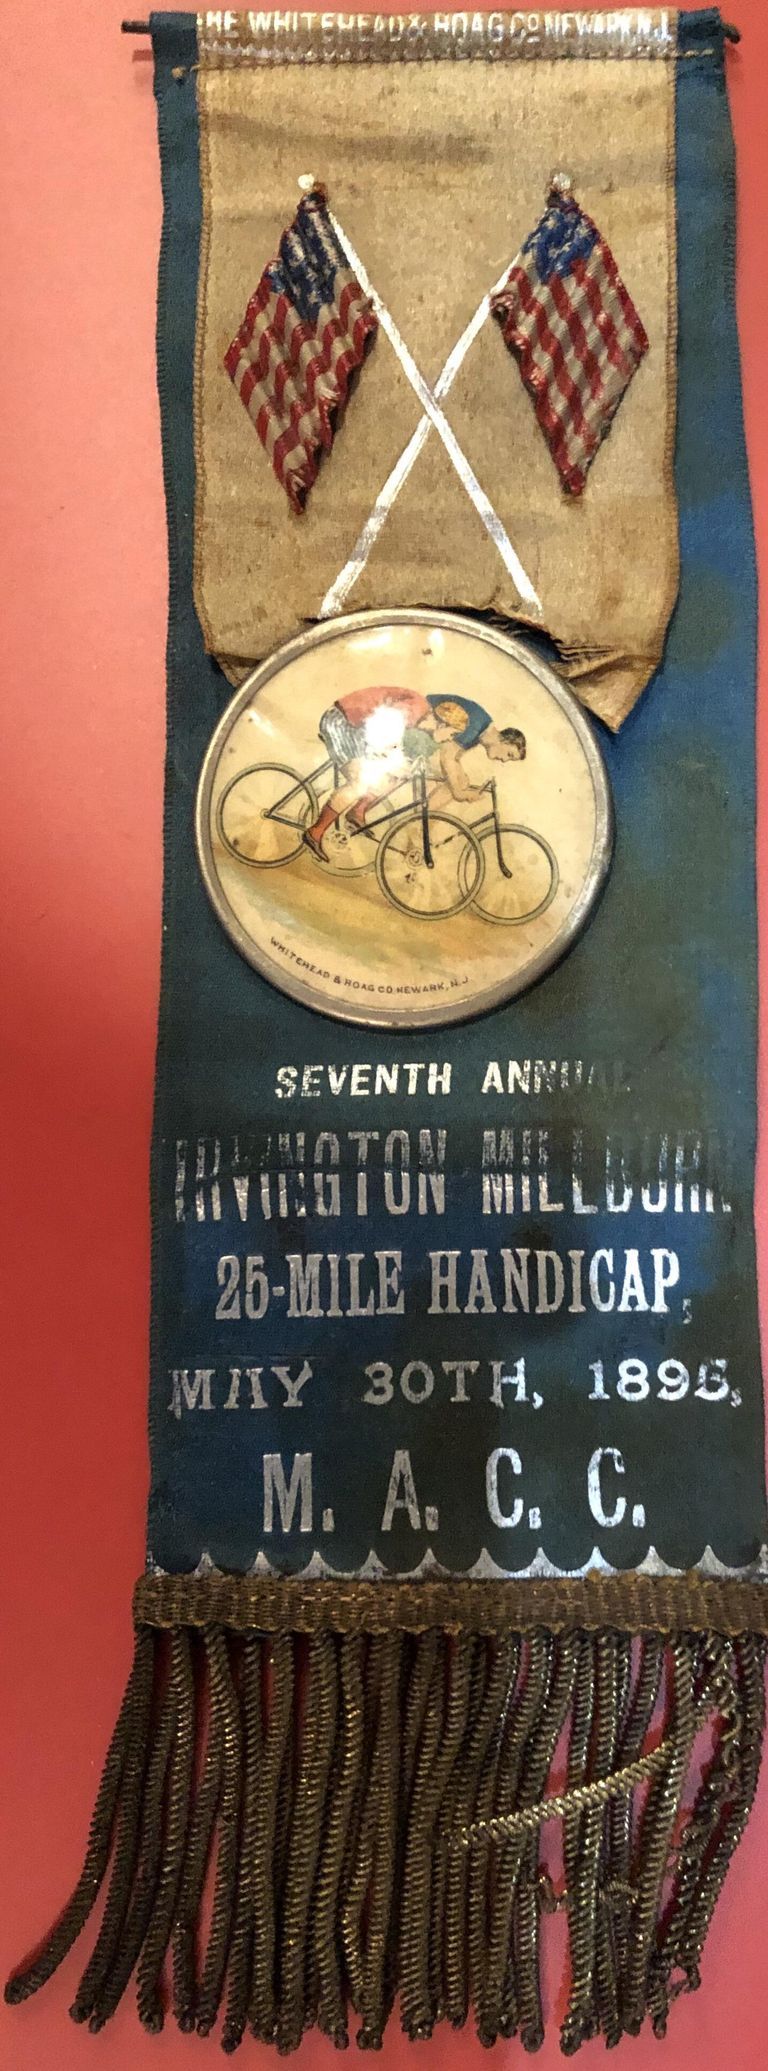 THE WHITEHEAD & HOAG CO NEWARK, N.J.
WHITEHEAD & HOAG CO. NEWARK, N.J.
SEVENTH ANNUAL
IRVINGTON MILLBURN
25-MILE HANDICAP,
MAY 30TH, 1895,
M. A. C. C.